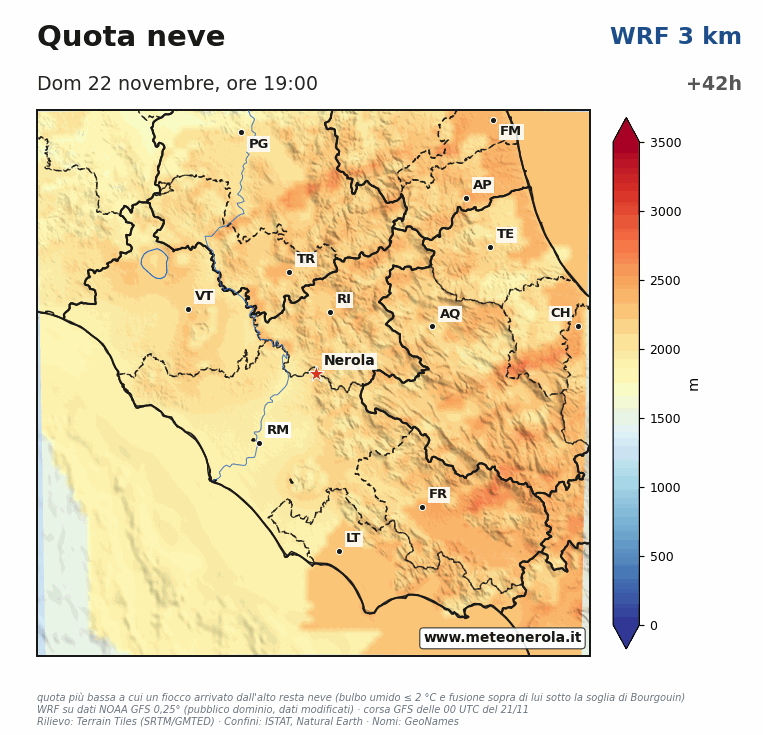 Quota neve
WRF 3 km
Dom 22 novembre, ore 19:00
+42h
FM
PG
AP
TE
TR
VT
RI
AQ
CH
Nerola
RM
FR
LT
www.meteonerola.it
3500
3000
2500
2000
1500
1000
500
0
m
quota più bassa a cui un fiocco arrivato dall'alto resta neve (bulbo umido ≤ 2 °C e fusione sopra di lui sotto la soglia di Bourgouin)
WRF su dati NOAA GFS 0,25° (pubblico dominio, dati modificati) · corsa GFS delle 00 UTC del 21/11
Rilievo: Terrain Tiles (SRTM/GMTED) · Confini: ISTAT, Natural Earth · Nomi: GeoNames